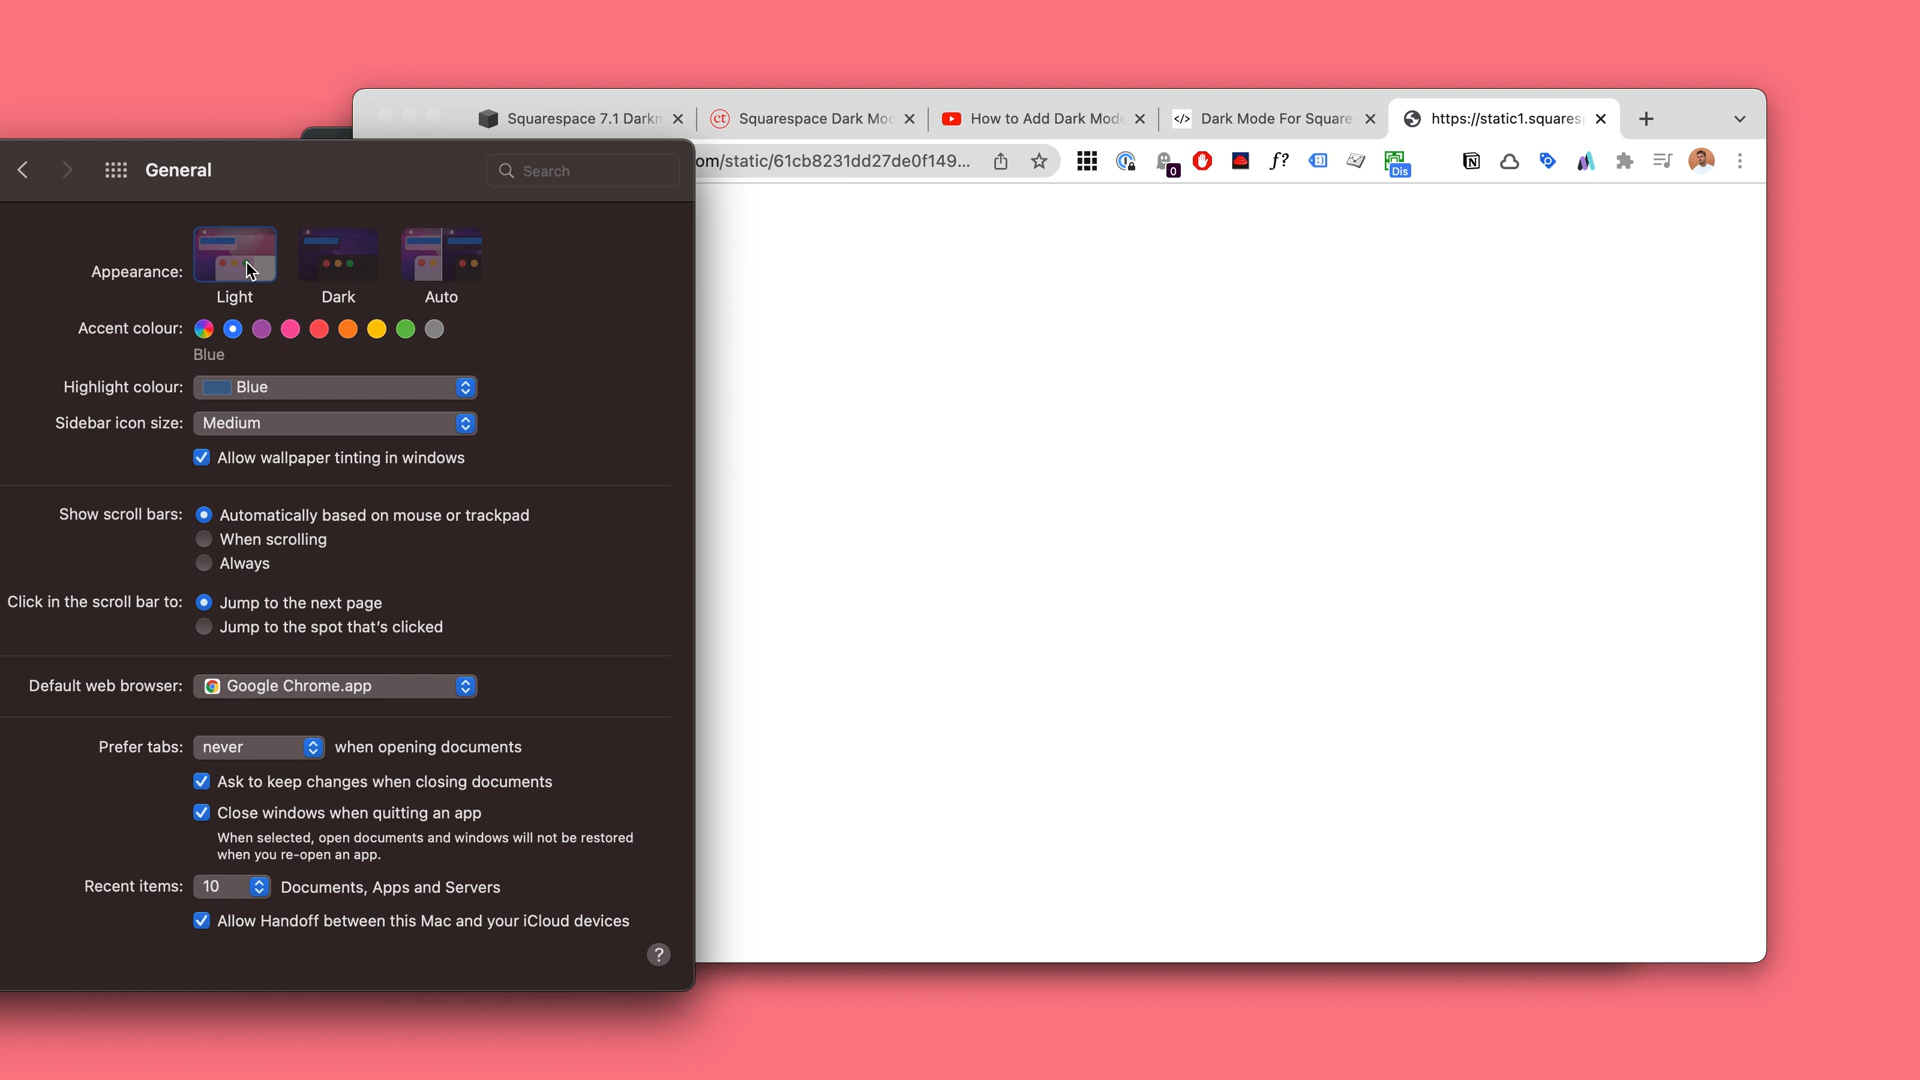 Squarespace 7.1 Darkn
Squarespace Dark Moc
How to Add Dark Mode
Dark Mode For Square
https://static1.squaresp
General
Search
om/static/61cb8231dd27de0f149...
0
f?
Dis
Appearance:
Light
Dark
Auto
Accent colour:
Blue
Highlight colour:
Blue
Sidebar icon size:
Medium
Allow wallpaper tinting in windows
Show scroll bars:
Automatically based on mouse or trackpad
When scrolling
Always
Click in the scroll bar to:
Jump to the next page
Jump to the spot that's clicked
Default web browser:
Google Chrome.app
Prefer tabs:
never
when opening documents
Ask to keep changes when closing documents
Close windows when quitting an app
When selected, open documents and windows will not be restored
when you re-open an app.
Recent items:
10
Documents, Apps and Servers
Allow Handoff between this Mac and your iCloud devices
?